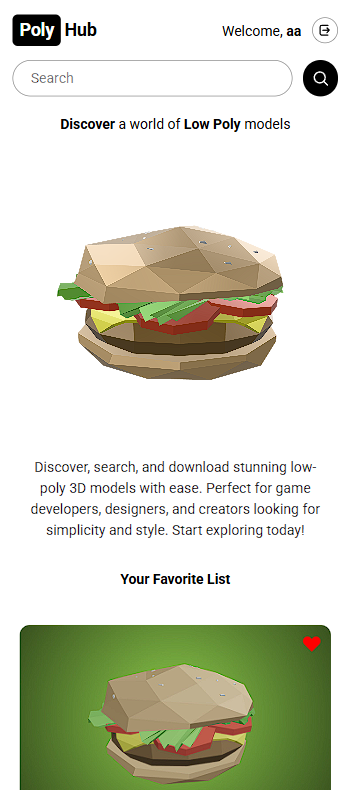 Poly Hub
Welcome, aa
Search
Discover a world of Low Poly models
Discover, search, and download stunning low-
poly 3D models with ease. Perfect for game
developers, designers, and creators looking for
simplicity and style. Start exploring today!
Your Favorite List